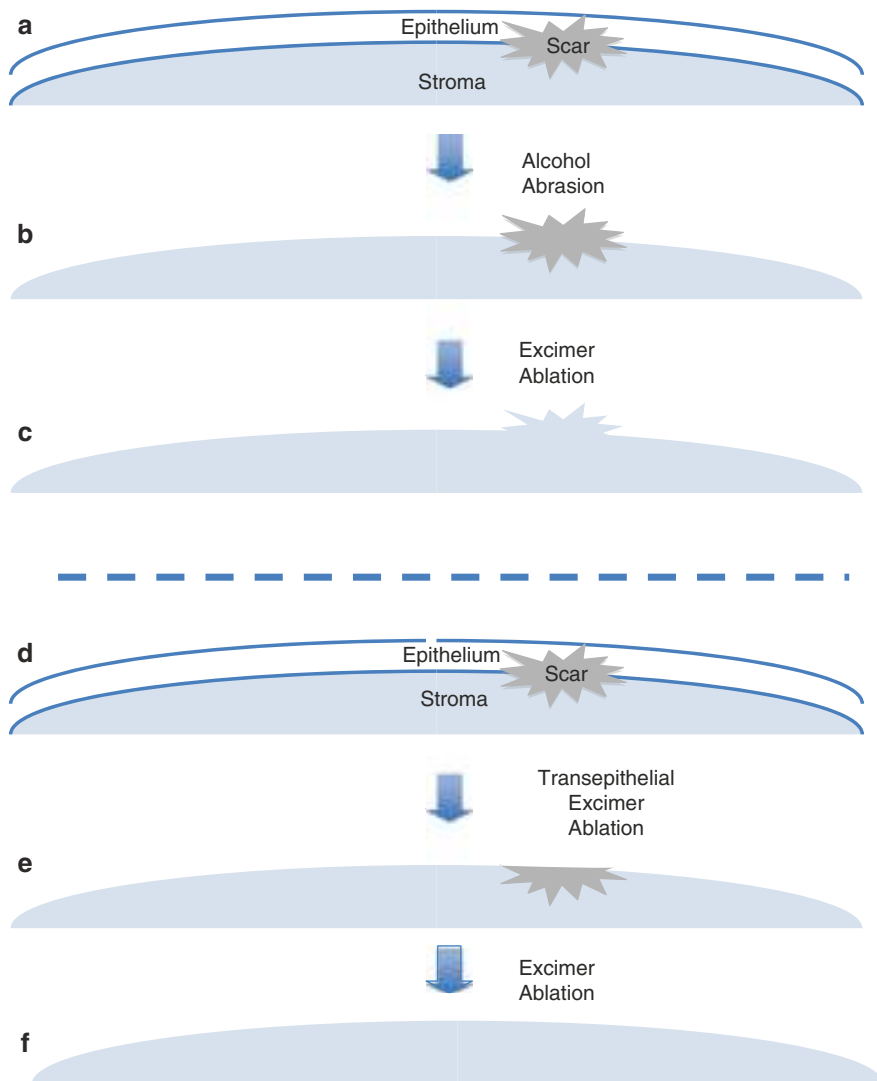 a
Epithelium
Scar
Stroma
Alcohol
Abrasion
b
Excimer
Ablation
c
d
Epithelium
Scar
Stroma
Transepithelial
Excimer
Ablation
e
Excimer
Ablation
f